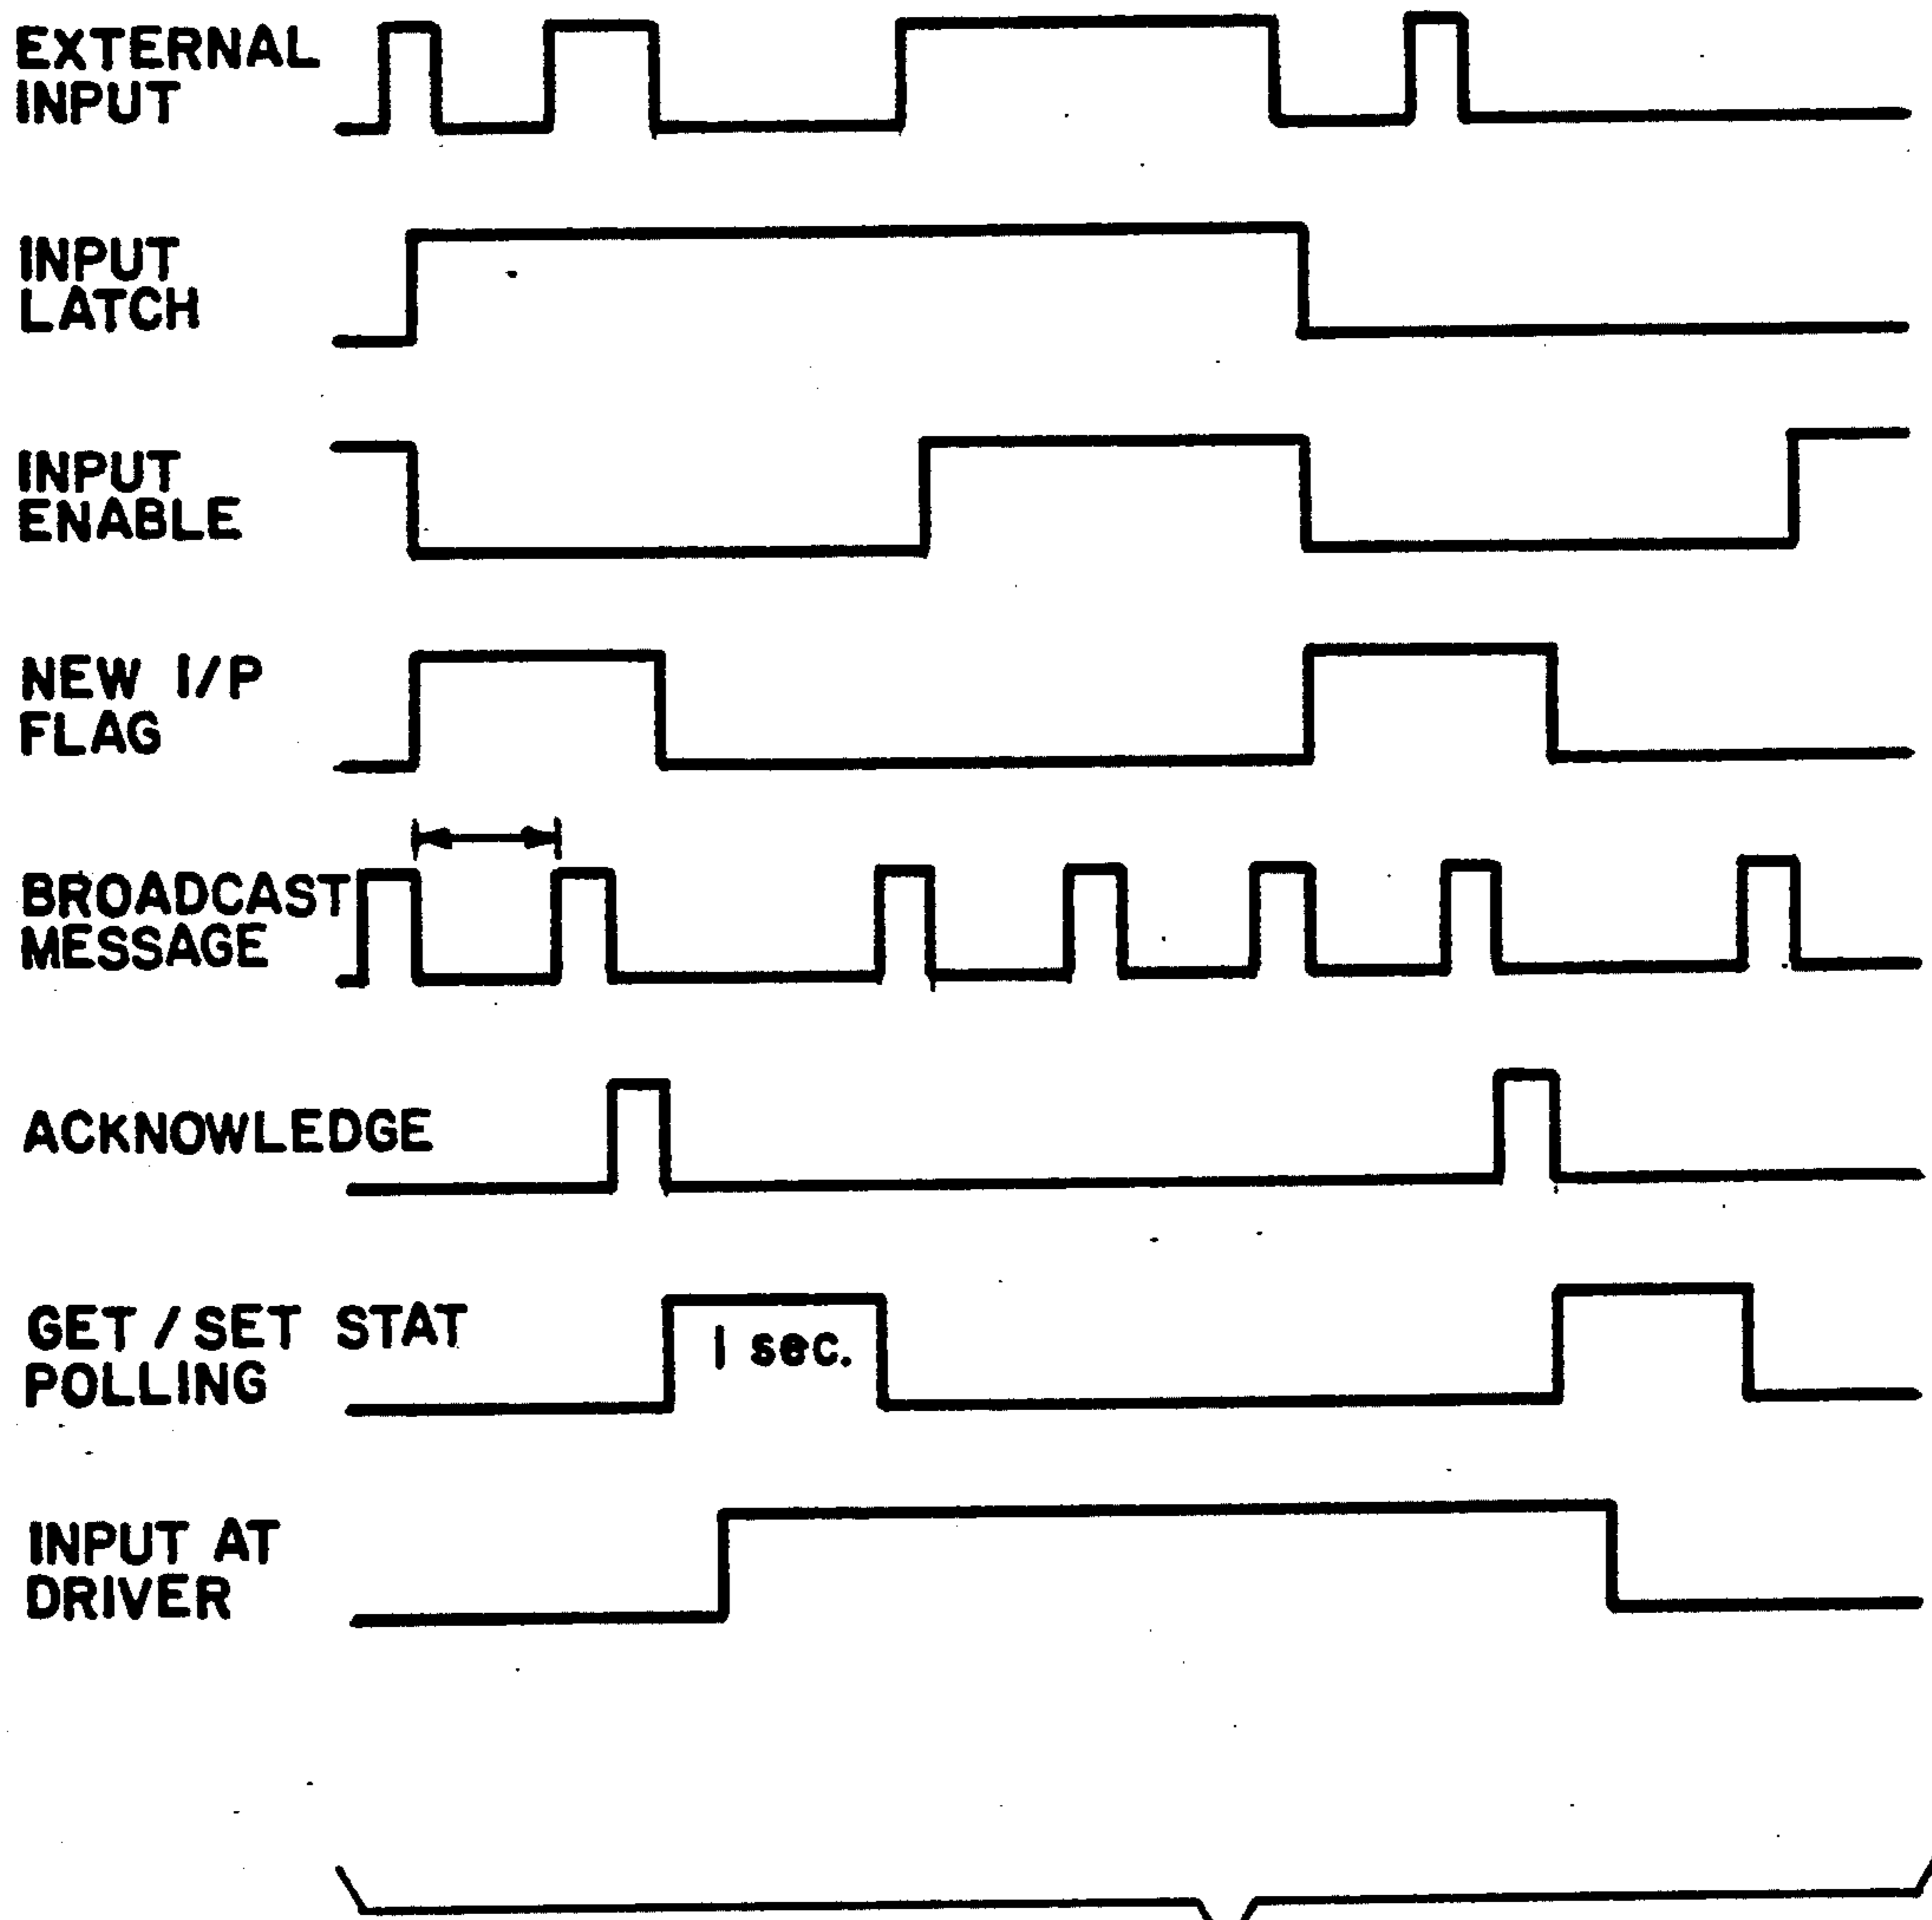 EXTERNAL
INPUT
INPUT
LATCH
INPUT
ENABLE
NEW I/P
FLAG
BROADCAST
MESSAGE
ACKNOWLEDGE
GET / SET STAT
POLLING
1 sec.
INPUT AT
DRIVER